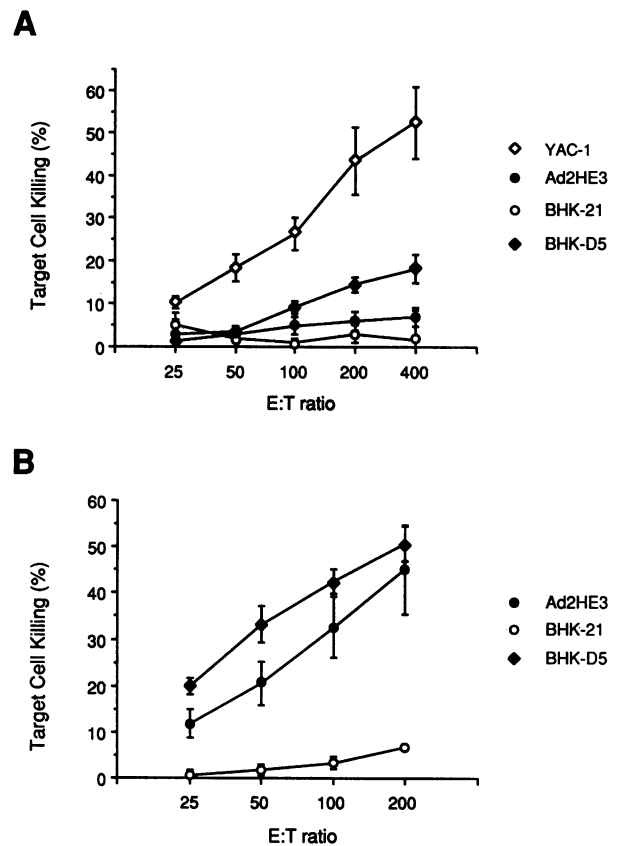 A
Target Cell Killing (%)
60
50
40
30
20
10
0
25 50 100 200 400
E:T ratio
YAC-1
Ad2HE3
BHK-21
BHK-D5
B
Target Cell Killing (%)
60
50
40
30
20
10
0
25 50 100 200
E:T ratio
Ad2HE3
BHK-21
BHK-D5